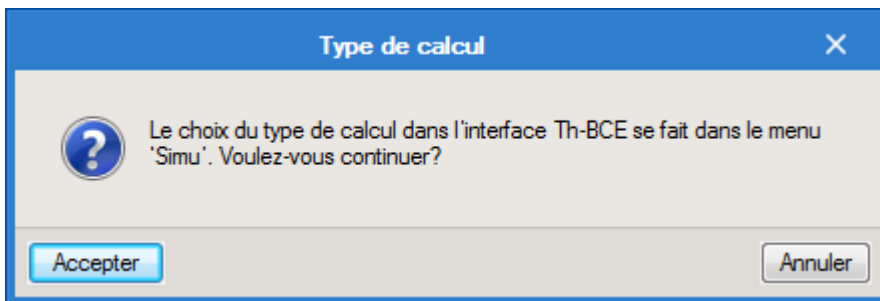 Type de calcul
Le choix du type de calcul dans l'interface Th-BCE se fait dans le menu
'Simu'. Voulez-vous continuer?
Accepter
Annuler